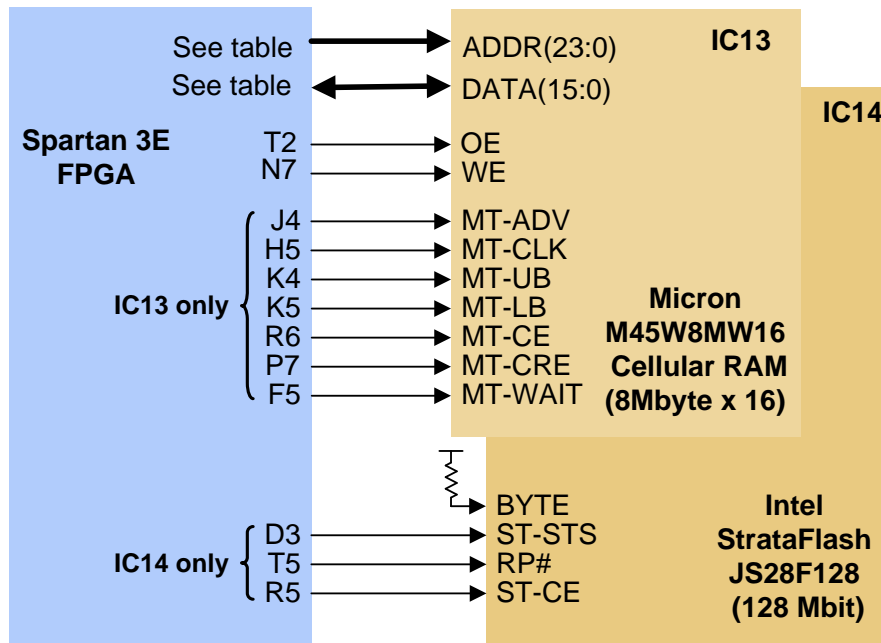 See table
ADDR(23:0)
IC13
See table
DATA(15:0)
IC14
Spartan 3E
FPGA
T2
OE
N7
WE
IC13 only
J4
MT-ADV
H5
MT-CLK
K4
MT-UB
K5
MT-LB
R6
MT-CE
P7
MT-CRE
F5
MT-WAIT
Micron
M45W8MW16
Cellular RAM
(8Mbyte x 16)
BYTE
IC14 only
D3
ST-STS
T5
RP#
R5
ST-CE
Intel
StrataFlash
JS28F128
(128 Mbit)